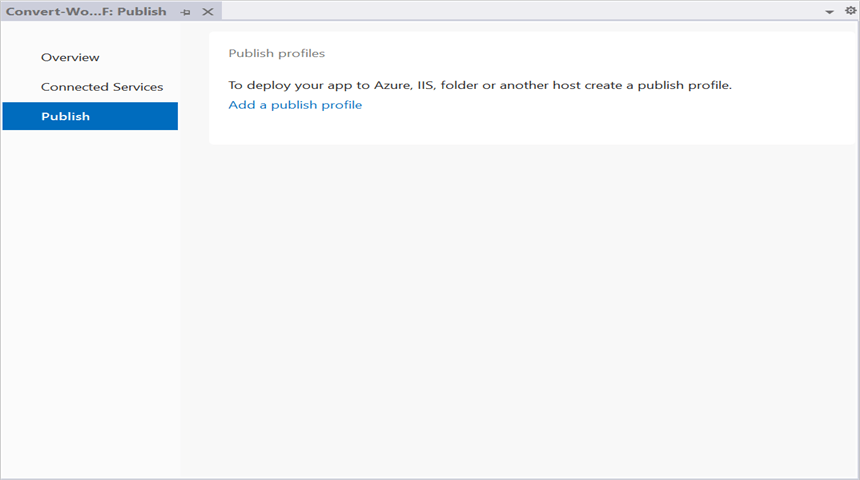 Convert-Wo...F: Publish
Overview
Connected Services
Publish
Publish profiles
To deploy your app to Azure, IIS, folder or another host create a publish profile.
Add a publish profile